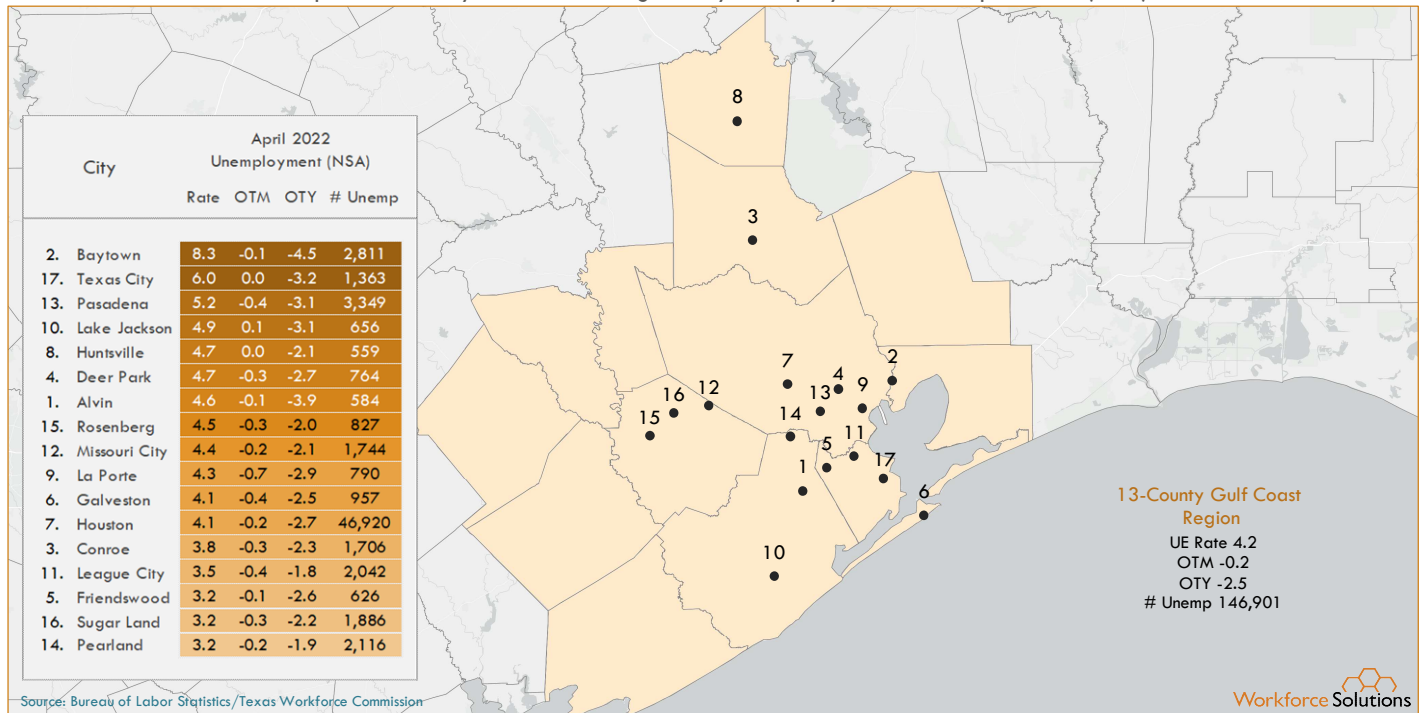 April 2022
City Unemployment (NSA)
Rate OTM OTY # Unemp
2. Baytown 8.3 -0.1 -4.5 2,811
17. Texas City 6.0 0.0 -3.2 1,363
13. Pasadena 5.2 -0.4 -3.1 3,349
10. Lake Jackson 4.9 0.1 -3.1 656
8. Huntsville 4.7 0.0 -2.1 559
4. Deer Park 4.7 -0.3 -2.7 764
1. Alvin 4.6 -0.1 -3.9 584
15. Rosenberg 4.5 -0.3 -2.0 827
12. Missouri City 4.4 -0.2 -2.1 1,744
9. La Porte 4.3 -0.7 -2.9 790
6. Galveston 4.1 -0.4 -2.5 957
7. Houston 4.1 -0.2 -2.7 46,920
3. Conroe 3.8 -0.3 -2.3 1,706
11. League City 3.5 -0.4 -1.8 2,042
5. Friendswood 3.2 -0.1 -2.6 626
16. Sugar Land 3.2 -0.3 -2.2 1,886
14. Pearland 3.2 -0.2 -1.9 2,116
Source: Bureau of Labor Statistics/Texas Workforce Commission
8
3
2
7
4
9
16
12
13
15
14
11
5
1
17
6
10
13-County Gulf Coast
Region
UE Rate 4.2
OTM -0.2
OTY -2.5
# Unemp 146,901
Workforce Solutions